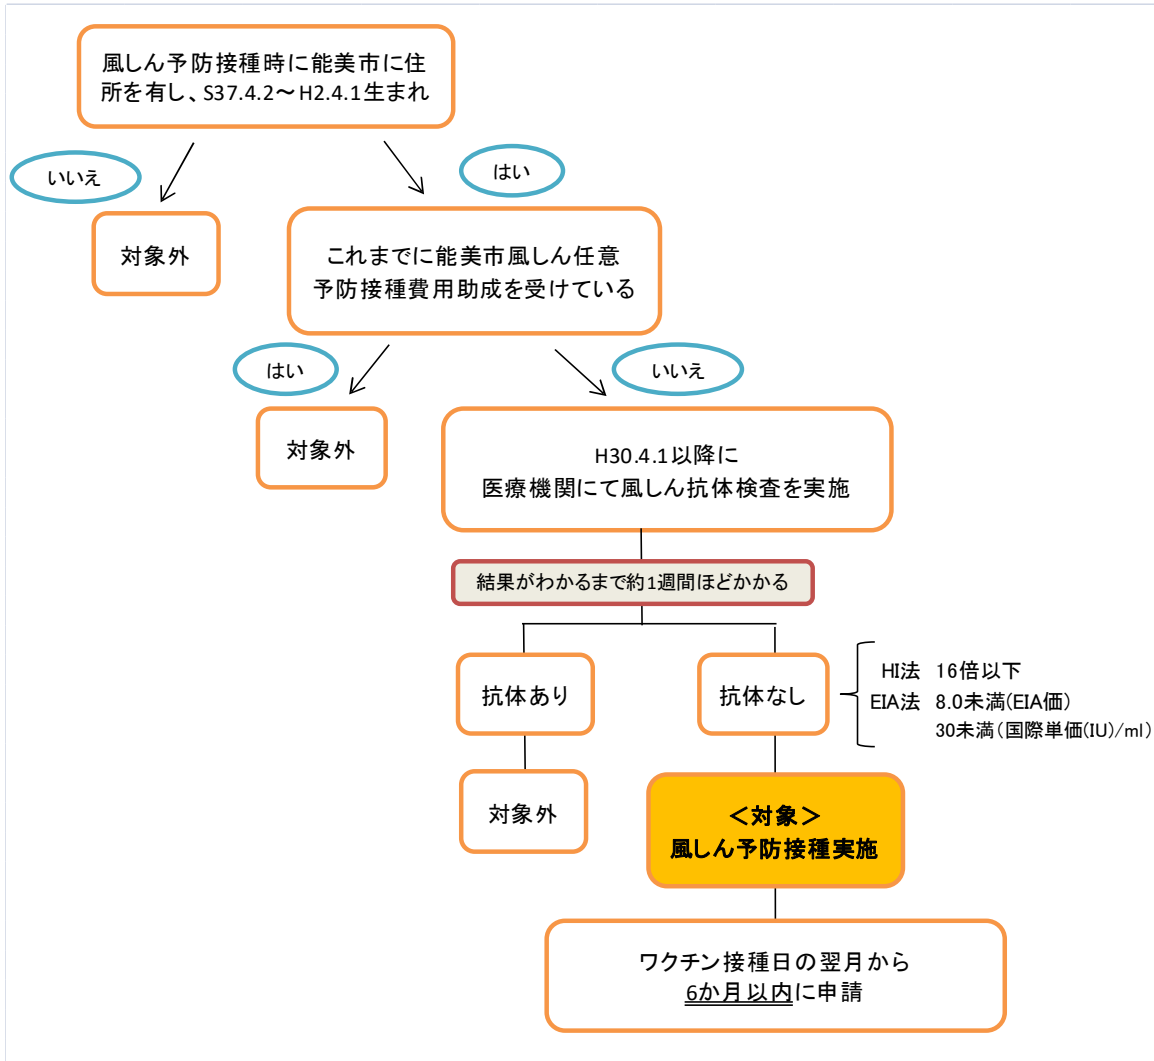 風しん予防接種時に能美市に住
所を有し、S37.4.2～H2.4.1生まれ
いいえ
はい
対象外
これまでに能美市風しん任意
予防接種費用助成を受けている
はい
いいえ
対象外
H30.4.1以降に
医療機関にて風しん抗体検査を実施
結果がわかるまで約1週間ほどかかる
抗体あり
抗体なし
HI法 16倍以下
EIA法 8.0未満(EIA価)
30未満(国際単価(IU)/ml)
対象外
＜対象＞
風しん予防接種実施
ワクチン接種日の翌月から
6か月以内に申請